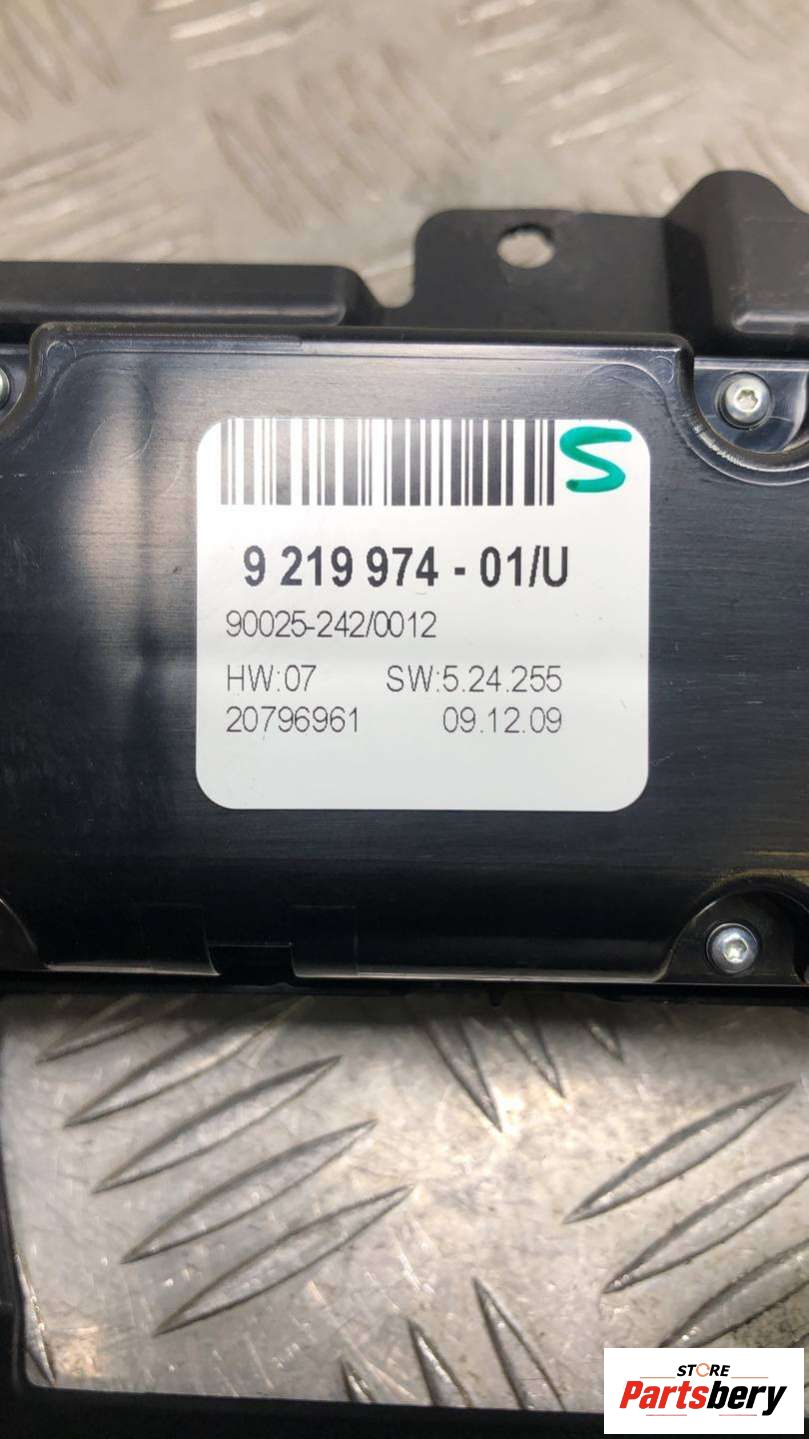 S
9 219 974 - 01/U
90025-242/0012
HW:07 SW:5.24.255
20796961 09.12.09
STORE
Partsbery